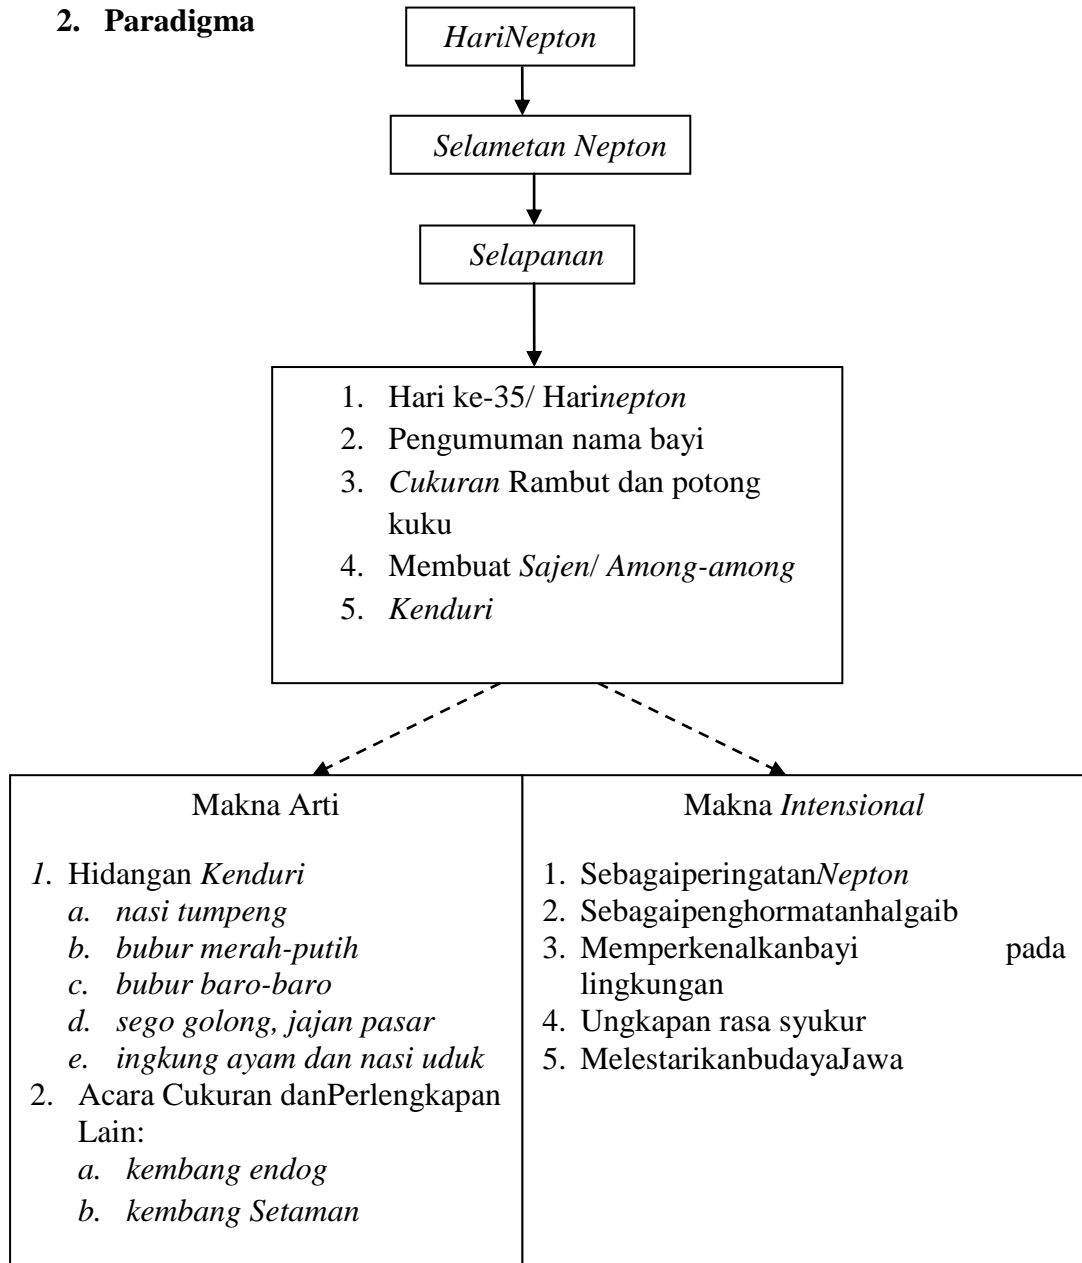 2. Paradigma
HariNepton
Selametan Nepton
Selapanan
1. Hari ke-35/ Harinepton
2. Pengumuman nama bayi
3. Cukuran Rambut dan potong
kuku
4. Membuat Sajen/ Among-among
5. Kenduri
Makna Arti
1. Hidangan Kenduri
a. nasi tumpeng
b. bubur merah-putih
c. bubur baro-baro
d. sego golong, jajan pasar
e. ingkung ayam dan nasi uduk
2. Acara Cukuran danPerlengkapan
Lain:
a. kembang endog
b. kembang Setaman
Makna Intensional
1. SebagaiperingatanNepton
2. Sebagaipenghormatanhalgaib
3. Memperkenalkanbayi pada
lingkungan
4. Ungkapan rasa syukur
5. MelestarikanbudayaJawa